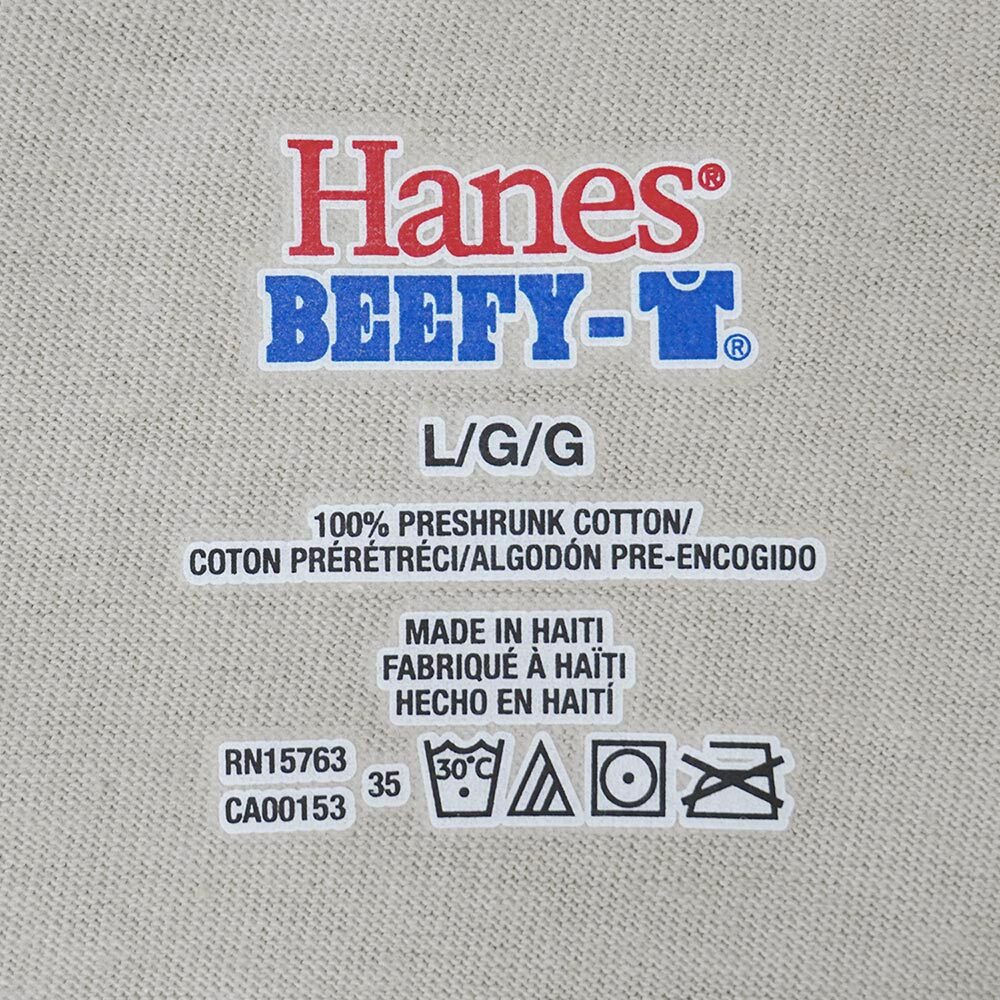 Hanes®
BEEFY-T®
L/G/G
100% PRESHRUNK COTTON/
COTON PRÉRÉTRÉCI/ALGODÓN PRE-ENCOGIDO
MADE IN HAITI
FABRIQUÉ À HAÏTI
HECHO EN HAITÍ
RN15763
CA00153
35
30°C